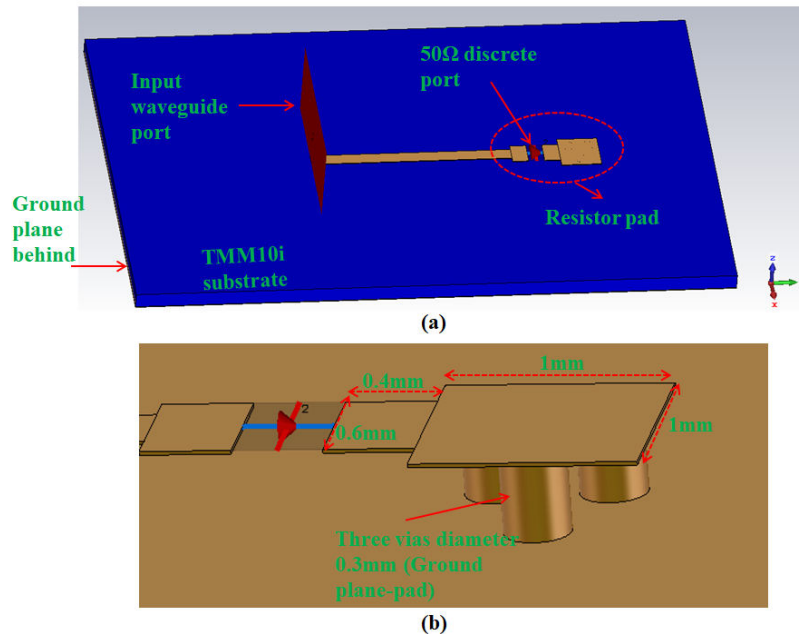 50Ω discrete
port
Input
waveguide
port
Ground
plane
behind
Resistor pad
TMM10i
substrate
z
x
(a)
0.4mm
1mm
2
0.6mm
1mm
Three vias diameter
0.3mm (Ground
plane-pad)
(b)